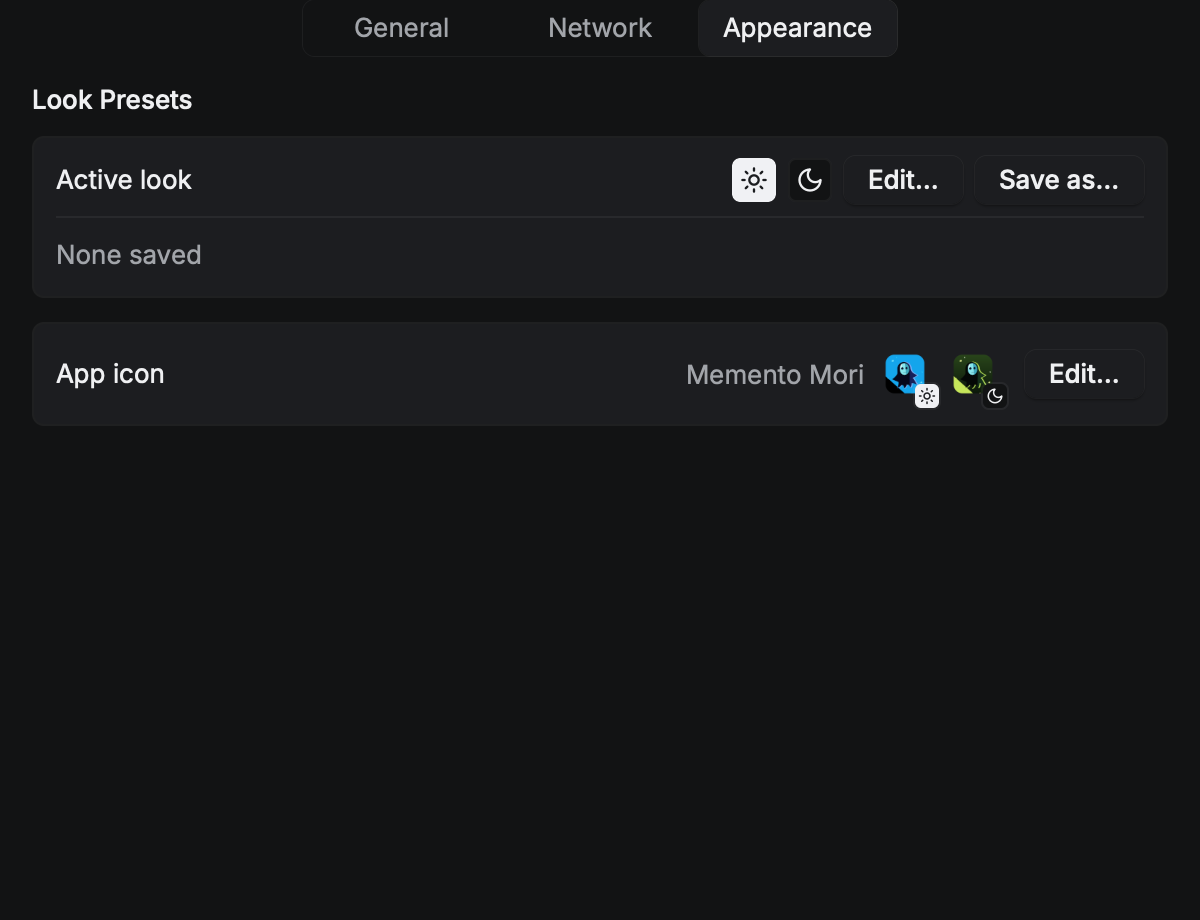 General Network Appearance
Look Presets
Active look Edit... Save as...
None saved
App icon Memento Mori Edit...